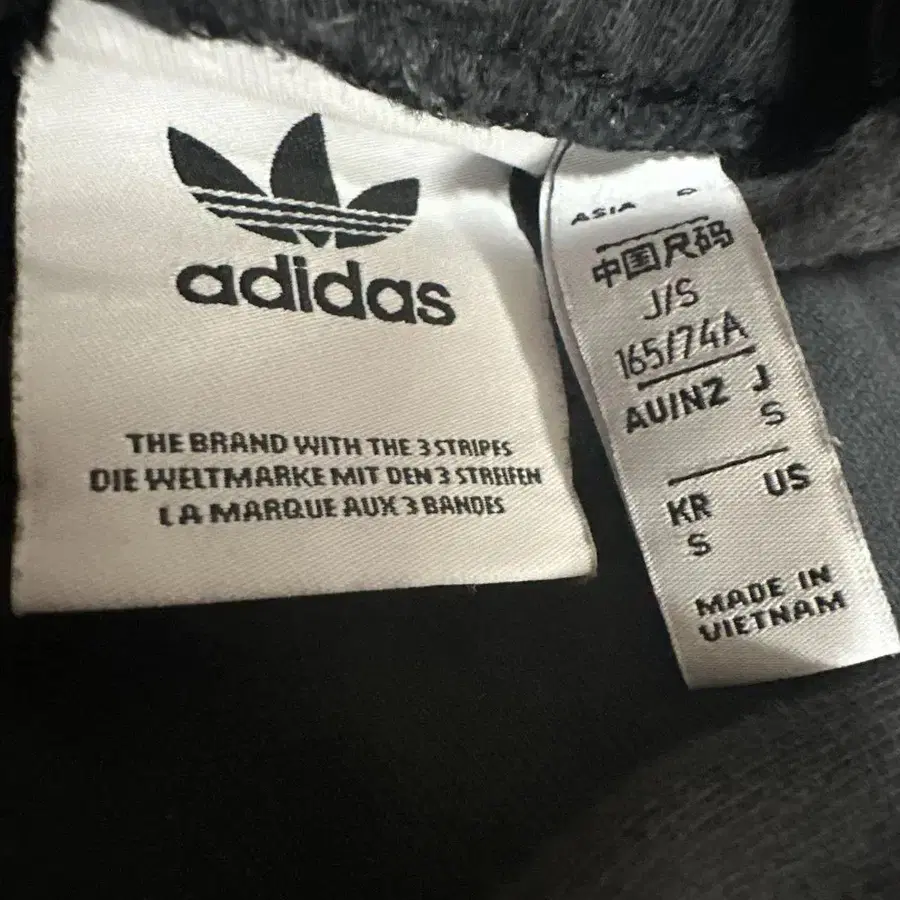 adidas
THE BRAND WITH THE 3 STRIPES
DIE WELTMARKE MIT DEN 3 STREIFEN
LA MARQUE AUX 3 BANDES
ASIA
中国尺码
J/S
165/74A
AU/NZ J
S
KR US
S
MADE IN
VIETNAM